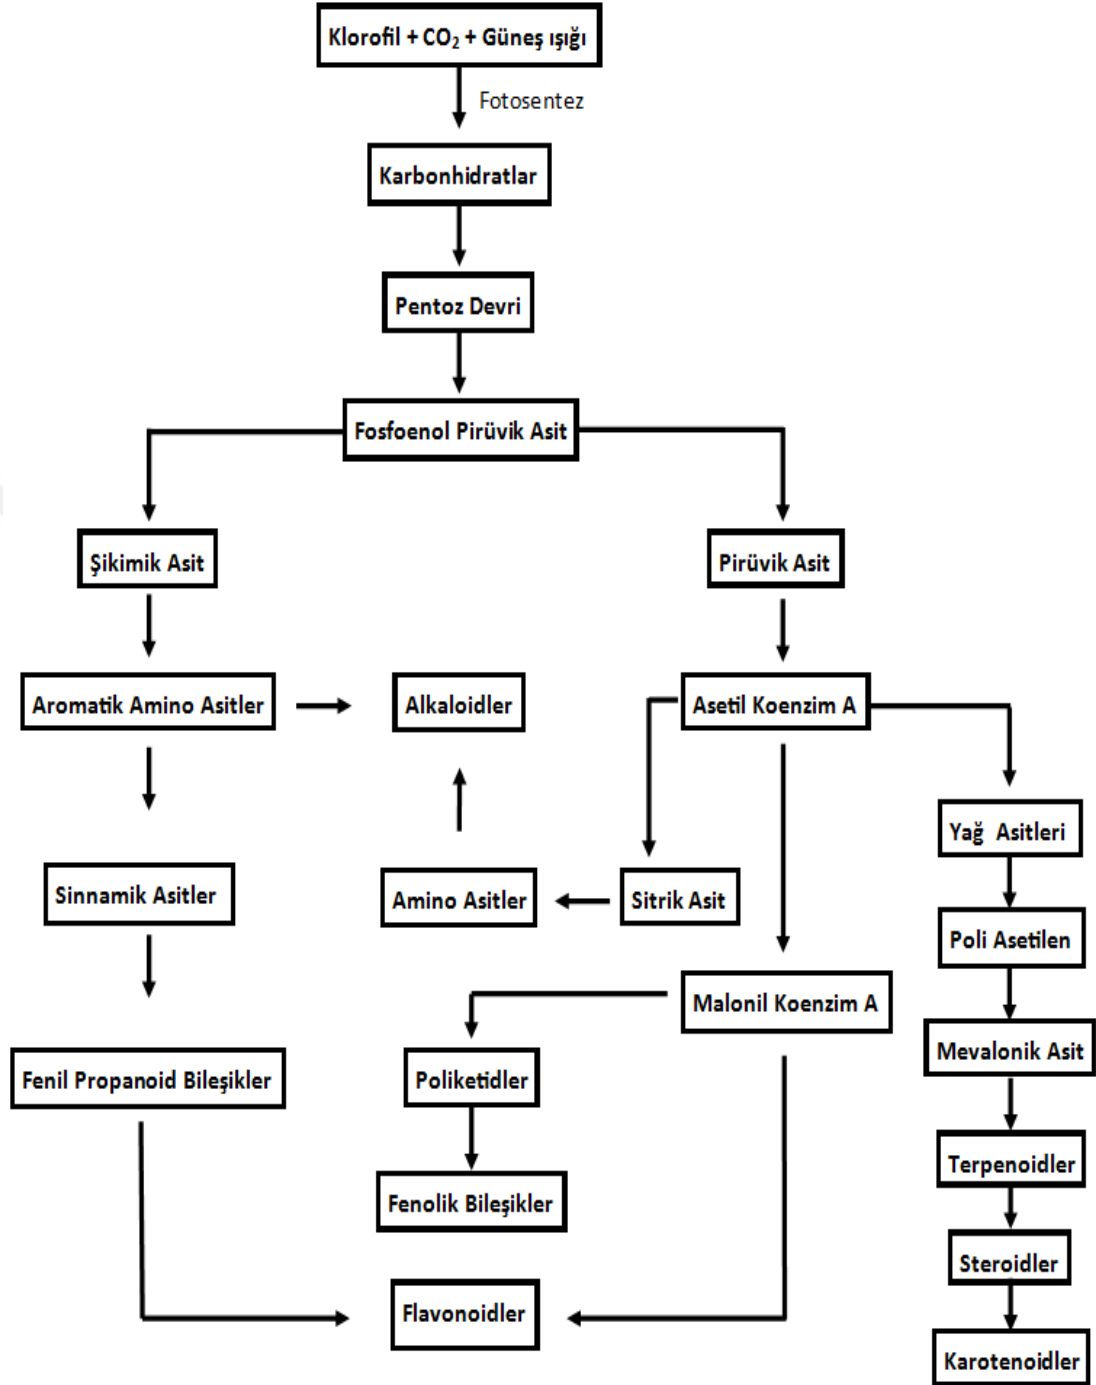 Klorofil + CO₂ + Güneş ışığı
Fotosentez
Karbonhidratlar
Pentoz Devri
Fosfoenol Pirüvik Asit
Şikimik Asit
Pirüvik Asit
Aromatik Amino Asitler
Alkaloidler
Asetil Koenzim A
Yağ Asitleri
Sinnamik Asitler
Amino Asitler
Sitrik Asit
Poli Asetilen
Malonil Koenzim A
Mevalonik Asit
Fenil Propanoid Bileşikler
Poliketidler
Terpenoidler
Fenolik Bileşikler
Steroidler
Flavonoidler
Karotenoidler